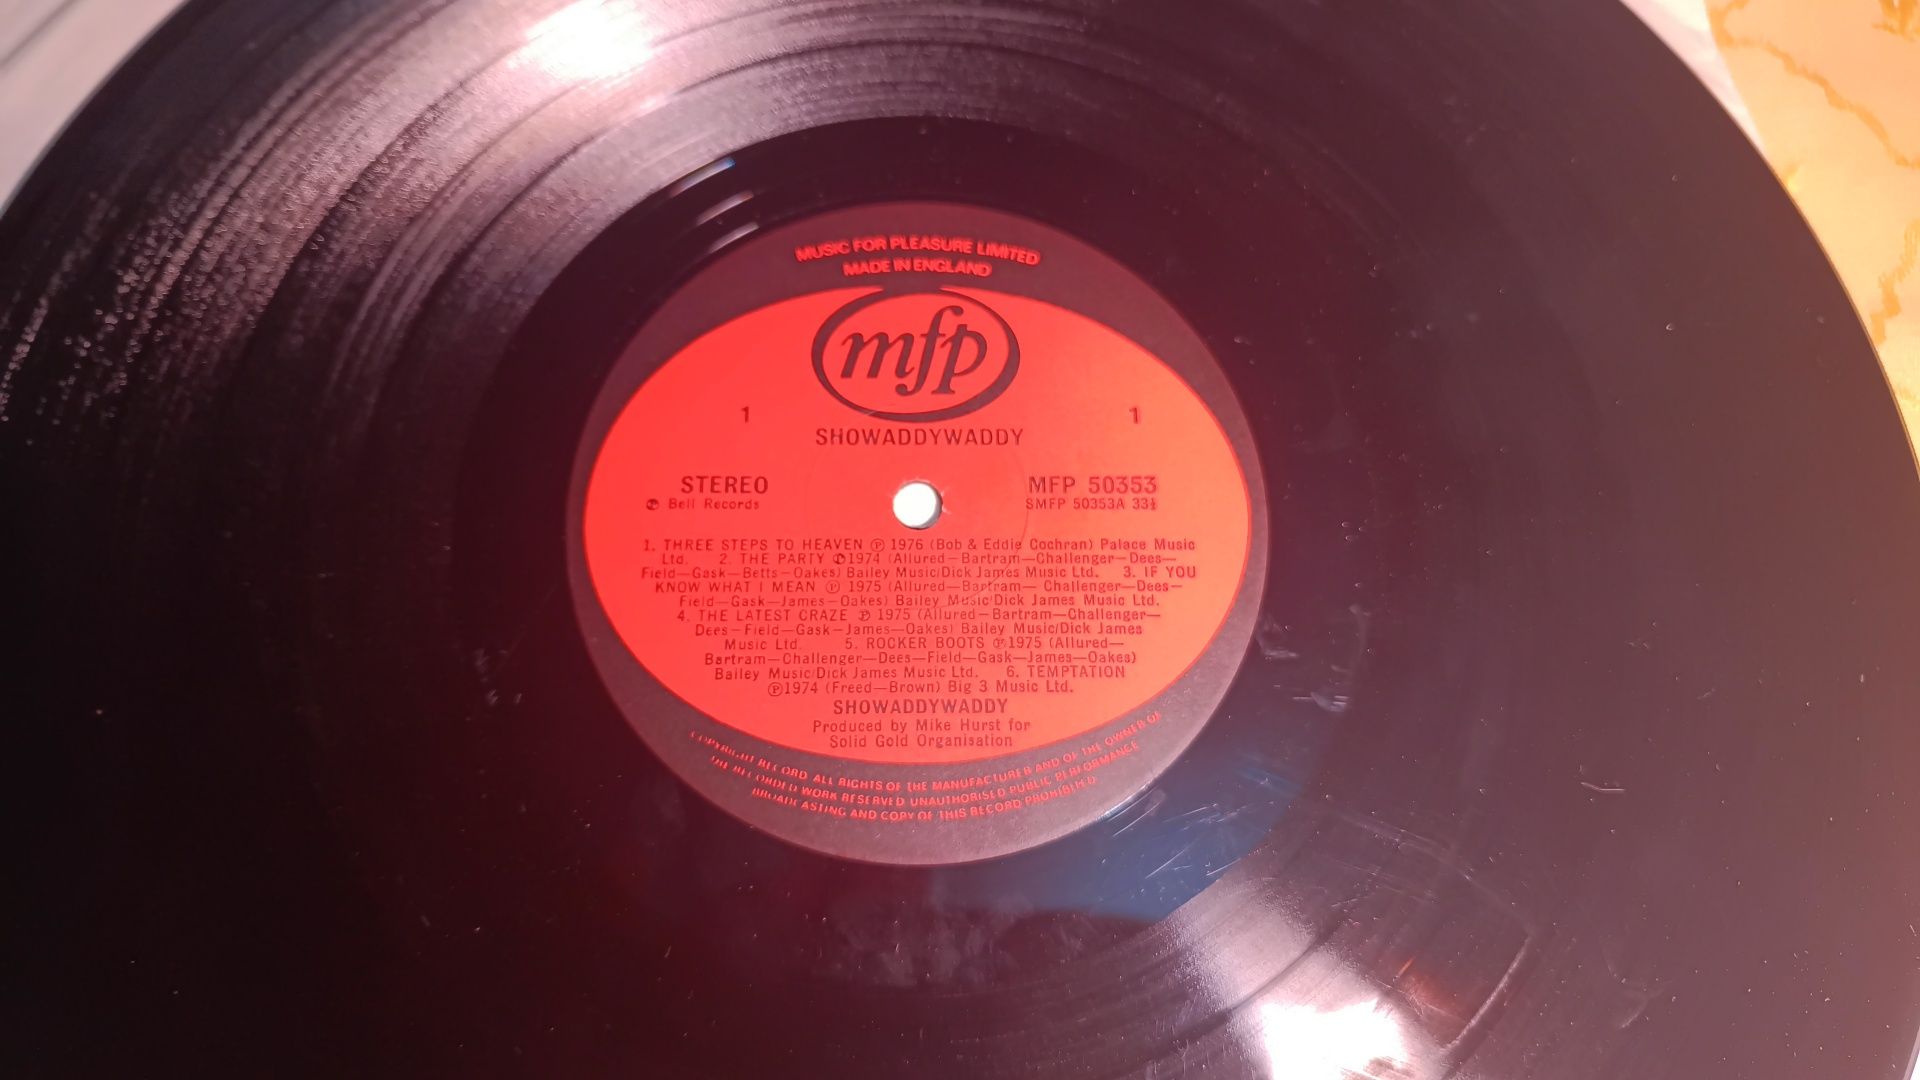 MUSIC FOR PLEASURE LIMITED
MADE IN ENGLAND
mfp
1 1
SHOWADDYWADDY
STEREO MFP 50353
Ⓟ Bell Records SMFP 50353A 33⅓
1. THREE STEPS TO HEAVEN Ⓟ 1976 (Bob & Eddie Cochran) Palace Music
Ltd. 2. THE PARTY Ⓟ1974 (Allured—Bartram—Challenger—Dees—
Field—Gask—Betts—Oakes) Bailey Music/Dick James Music Ltd. 3. IF YOU
KNOW WHAT I MEAN Ⓟ 1975 (Allured—Bartram— Challenger—Dees—
Field—Gask—James—Oakes) Bailey Music/Dick James Music Ltd.
4. THE LATEST CRAZE Ⓟ 1975 (Allured—Bartram—Challenger—
Dees—Field—Gask—James—Oakes) Bailey Music/Dick James
Music Ltd. 5. ROCKER BOOTS Ⓟ1975 (Allured—
Bartram—Challenger—Dees—Field—Gask—James—Oakes)
Bailey Music/Dick James Music Ltd. 6. TEMPTATION
Ⓟ1974 (Freed—Brown) Big 3 Music Ltd.
SHOWADDYWADDY
Produced by Mike Hurst for
Solid Gold Organisation
COPYRIGHT RECORD ALL RIGHTS OF THE MANUFACTURER AND OF THE OWNER OF
THE RECORDED WORK RESERVED UNAUTHORISED PUBLIC PERFORMANCE
BROADCASTING AND COPY OF THIS RECORD PROHIBITED